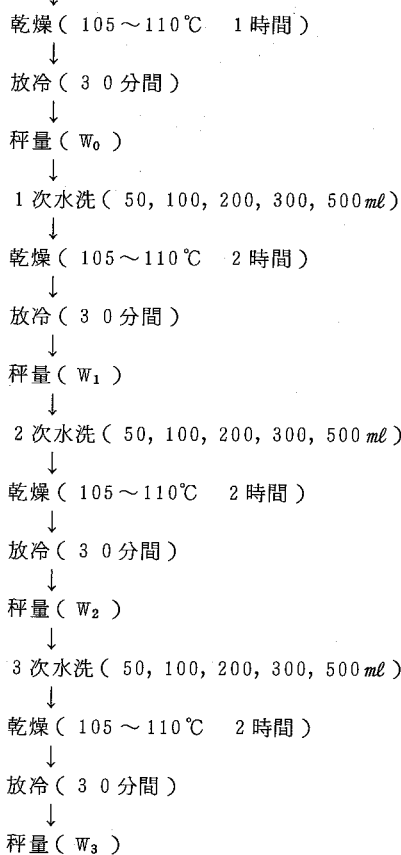 ↓
乾燥( 105～110℃ 1時間)
↓
放冷( 30分間)
↓
秤量( W₀ )
↓
1次水洗( 50, 100, 200, 300, 500mℓ)
↓
乾燥( 105～110℃ 2時間)
↓
放冷( 30分間)
↓
秤量( W₁ )
↓
2次水洗( 50, 100, 200, 300, 500mℓ)
↓
乾燥( 105～110℃ 2時間)
↓
放冷( 30分間)
↓
秤量( W₂ )
↓
3次水洗( 50, 100, 200, 300, 500mℓ)
↓
乾燥( 105～110℃ 2時間)
↓
放冷( 30分間)
↓
秤量( W₃ )